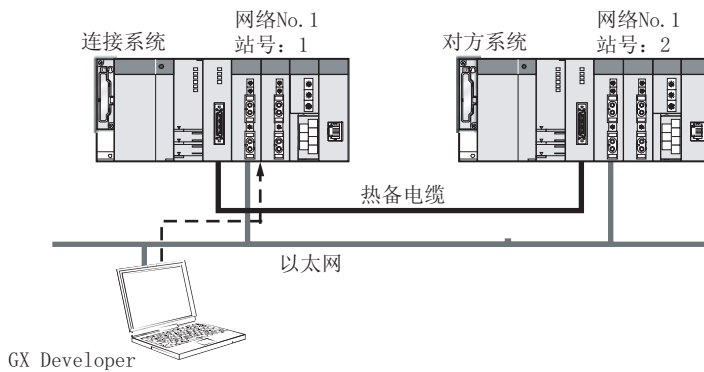 网络No.1
站号: 1
连接系统
网络No.1
站号: 2
对方系统
热备电缆
以太网
GX Developer